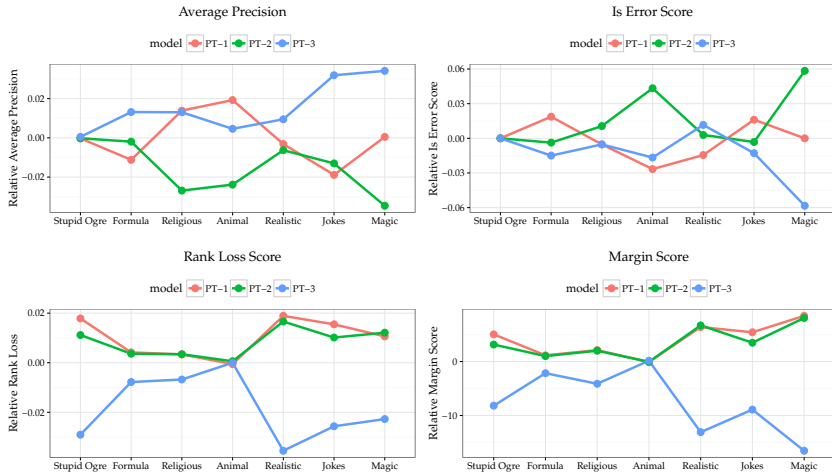 Average Precision
model PT-1 PT-2 PT-3
Relative Average Precision
0.02
0.00
-0.02
Stupid Ogre Formula Religious Animal Realistic Jokes Magic
Is Error Score
model PT-1 PT-2 PT-3
Relative Is Error Score
0.06
0.03
0.00
-0.03
-0.06
Stupid Ogre Formula Religious Animal Realistic Jokes Magic
Rank Loss Score
model PT-1 PT-2 PT-3
Relative Rank Loss
0.02
0.00
-0.02
Stupid Ogre Formula Religious Animal Realistic Jokes Magic
Margin Score
model PT-1 PT-2 PT-3
Relative Margin Score
0
-10
Stupid Ogre Formula Religious Animal Realistic Jokes Magic